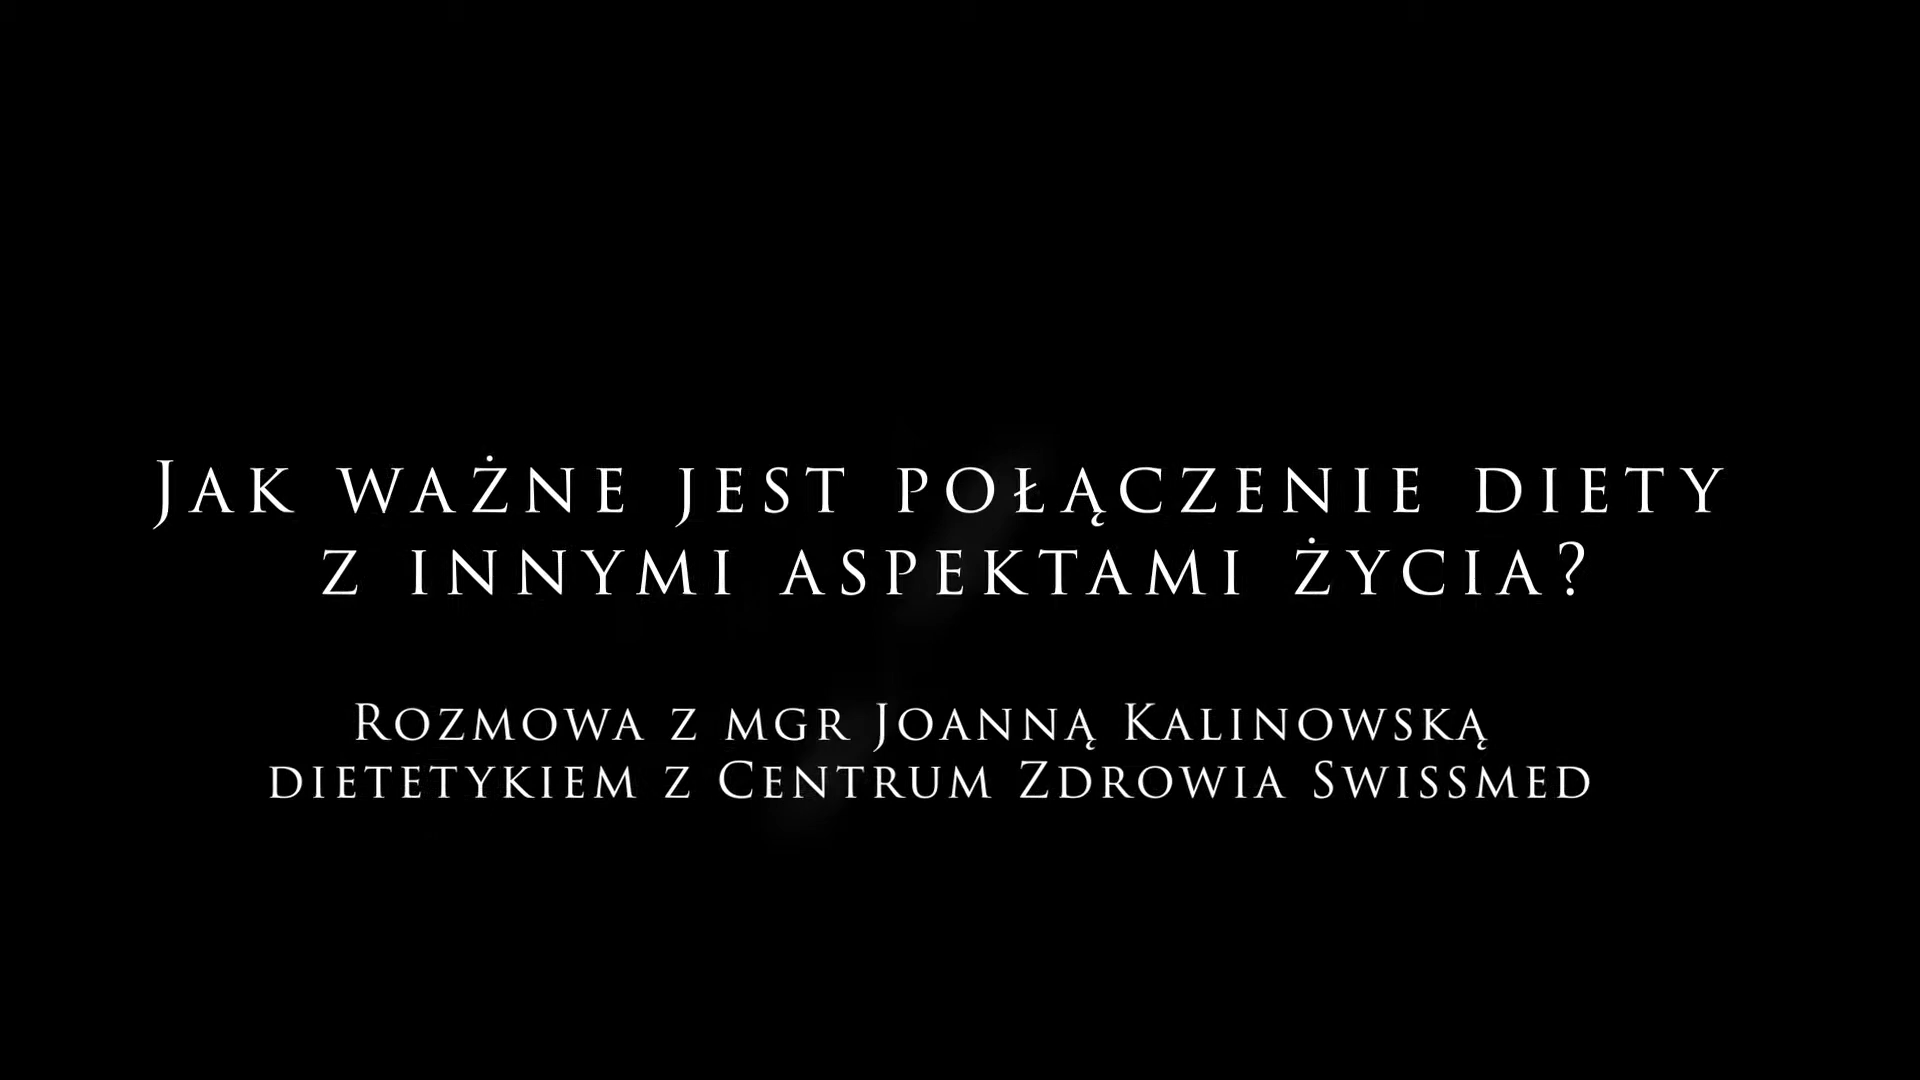 Jak ważne jest połączenie diety
z innymi aspektami życia?
Rozmowa z mgr Joanną Kalinowską
dietetykiem z Centrum Zdrowia Swissmed